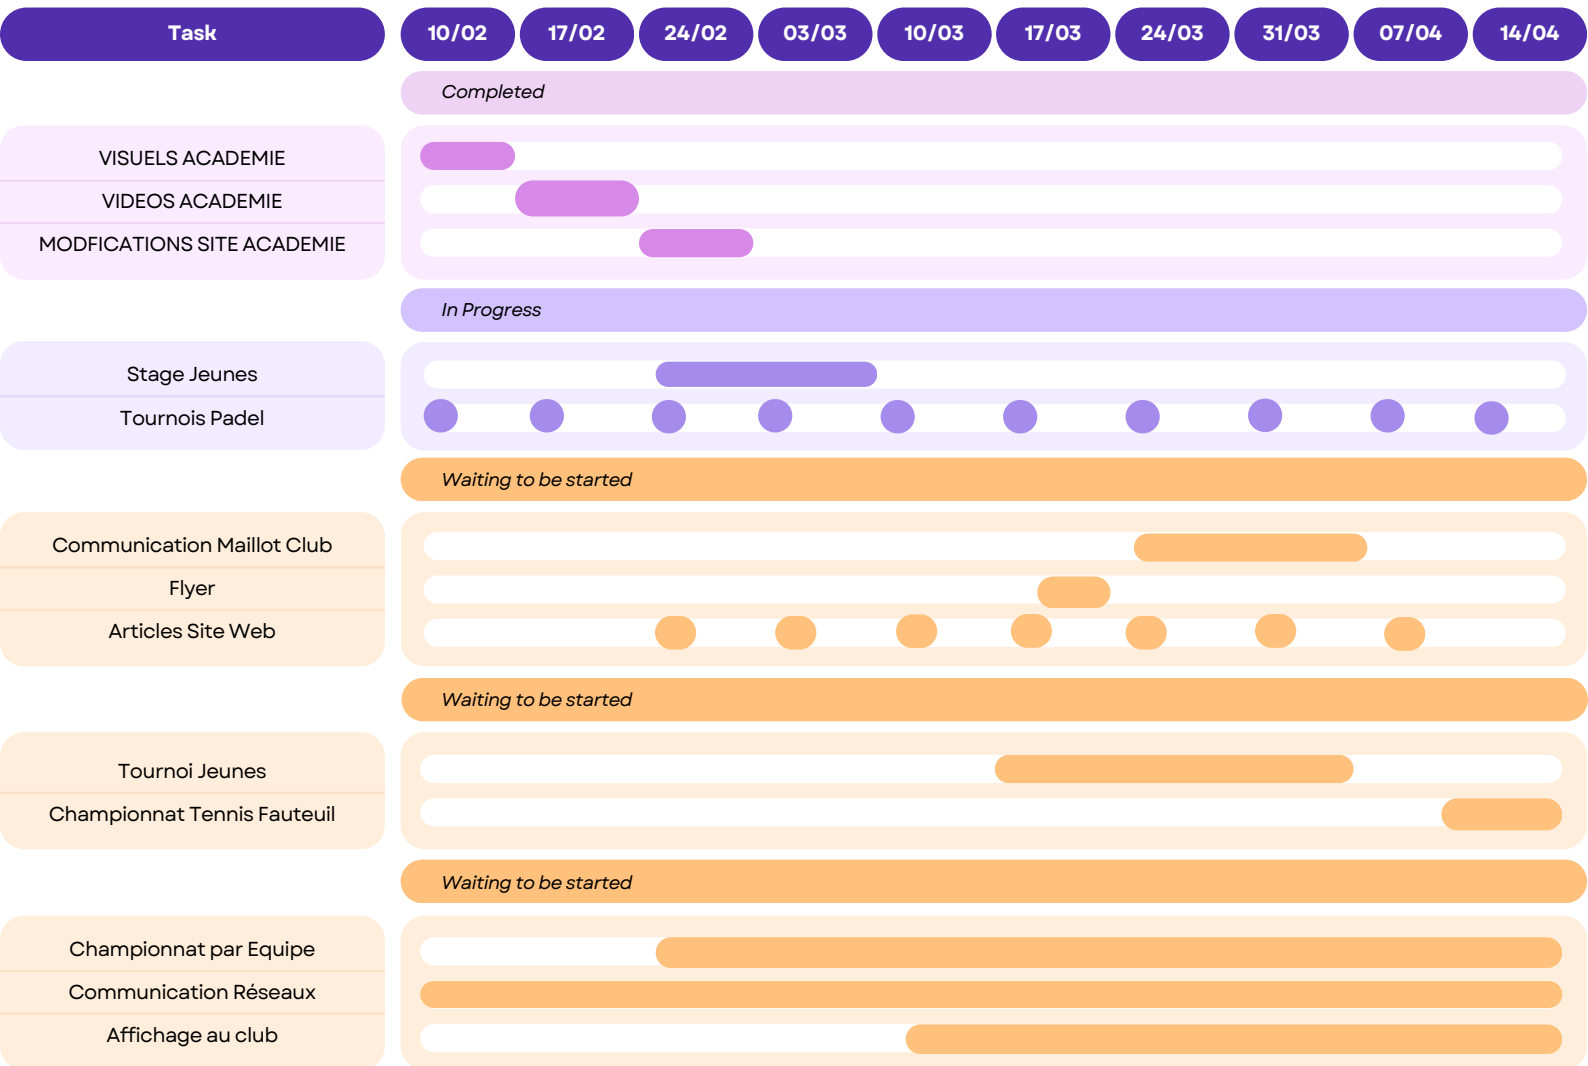 Task 10/02 17/02 24/02 03/03 10/03 17/03 24/03 31/03 07/04 14/04
Completed
VISUELS ACADEMIE
VIDEOS ACADEMIE
MODFICATIONS SITE ACADEMIE
In Progress
Stage Jeunes
Tournois Padel
Waiting to be started
Communication Maillot Club
Flyer
Articles Site Web
Waiting to be started
Tournoi Jeunes
Championnat Tennis Fauteuil
Waiting to be started
Championnat par Equipe
Communication Réseaux
Affichage au club